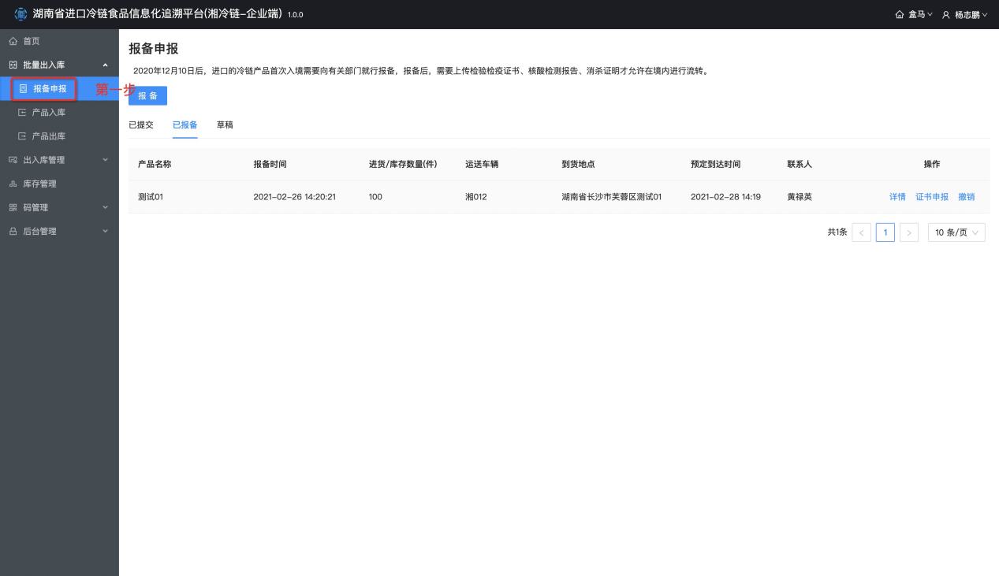 湖南省进口冷链食品信息化追溯平台(湘冷链-企业端) 1.0.0
盒马 杨志鹏
首页
批量出入库
报备申报
第一步
产品入库
产品出库
出入库管理
库存管理
码管理
后台管理
报备申报
2020年12月10日后，进口的冷链产品首次入境需要向有关部门就行报备，报备后，需要上传检验检疫证书、核酸检测报告、消杀证明才允许在境内进行流转。
报 备
已提交 已报备 草稿
产品名称 报备时间 进货/库存数量(件) 运送车辆 到货地点 预定到达时间 联系人 操作
测试01 2021-02-26 14:20:21 100 湘012 湖南省长沙市芙蓉区测试01 2021-02-28 14:19 黄禄英 详情 证书申报 撤销
共1条 < 1 > 10 条/页